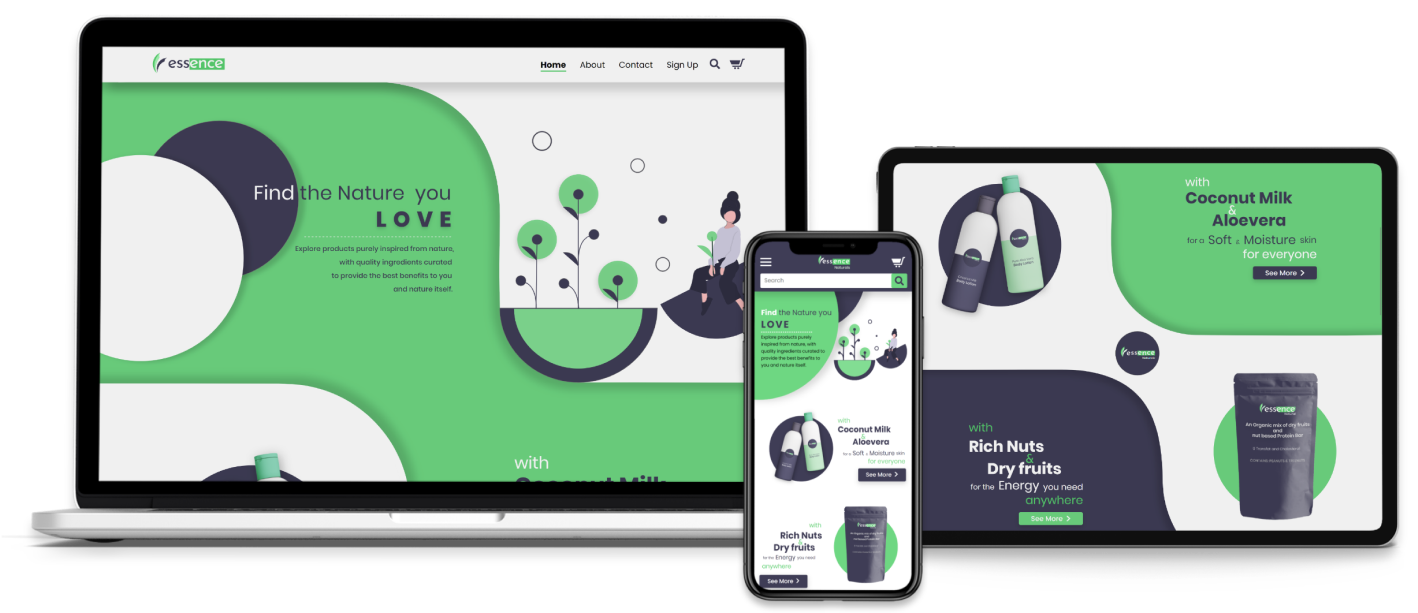 essence
Home About Contact Sign Up
Find the Nature you
LOVE
Explore products purely inspired from nature,
with quality ingredients curated
to provide the best benefits to you
and nature itself.
with
Coconut Milk
essence
Naturals
Search
Find the Nature you
LOVE
Explore products purely
inspired from nature, with
quality ingredients curated to
provide the best benefits to
you and nature itself.
with
Coconut Milk
&
Aloevera
for a Soft & Moisture skin
for everyone
See More >
with
Rich Nuts
&
Dry fruits
for the Energy you need
anywhere
See More >
with
Coconut Milk
&
Aloevera
for a Soft & Moisture skin
for everyone
See More >
Body Lotion
Body Lotion
essence
Naturals
with
Rich Nuts
&
Dry fruits
for the Energy you need
anywhere
See More >
essence
An Organic mix of dry fruits
and
nut based Protein Bar